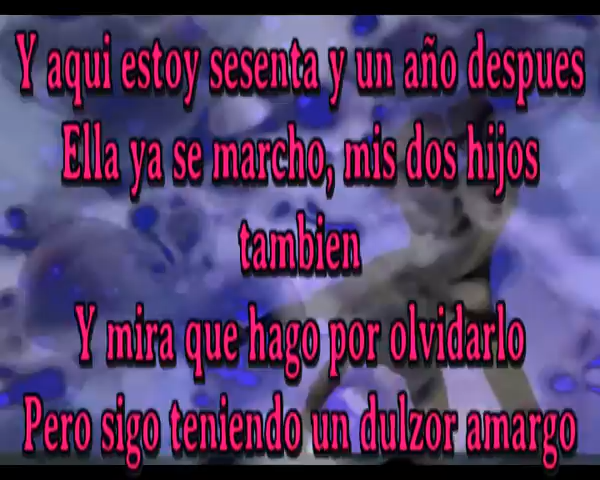 Y aqui estoy sesenta y un año despues
Ella ya se marcho, mis dos hijos
tambien
Y mira que hago por olvidarlo
Pero sigo teniendo un dulzor amargo